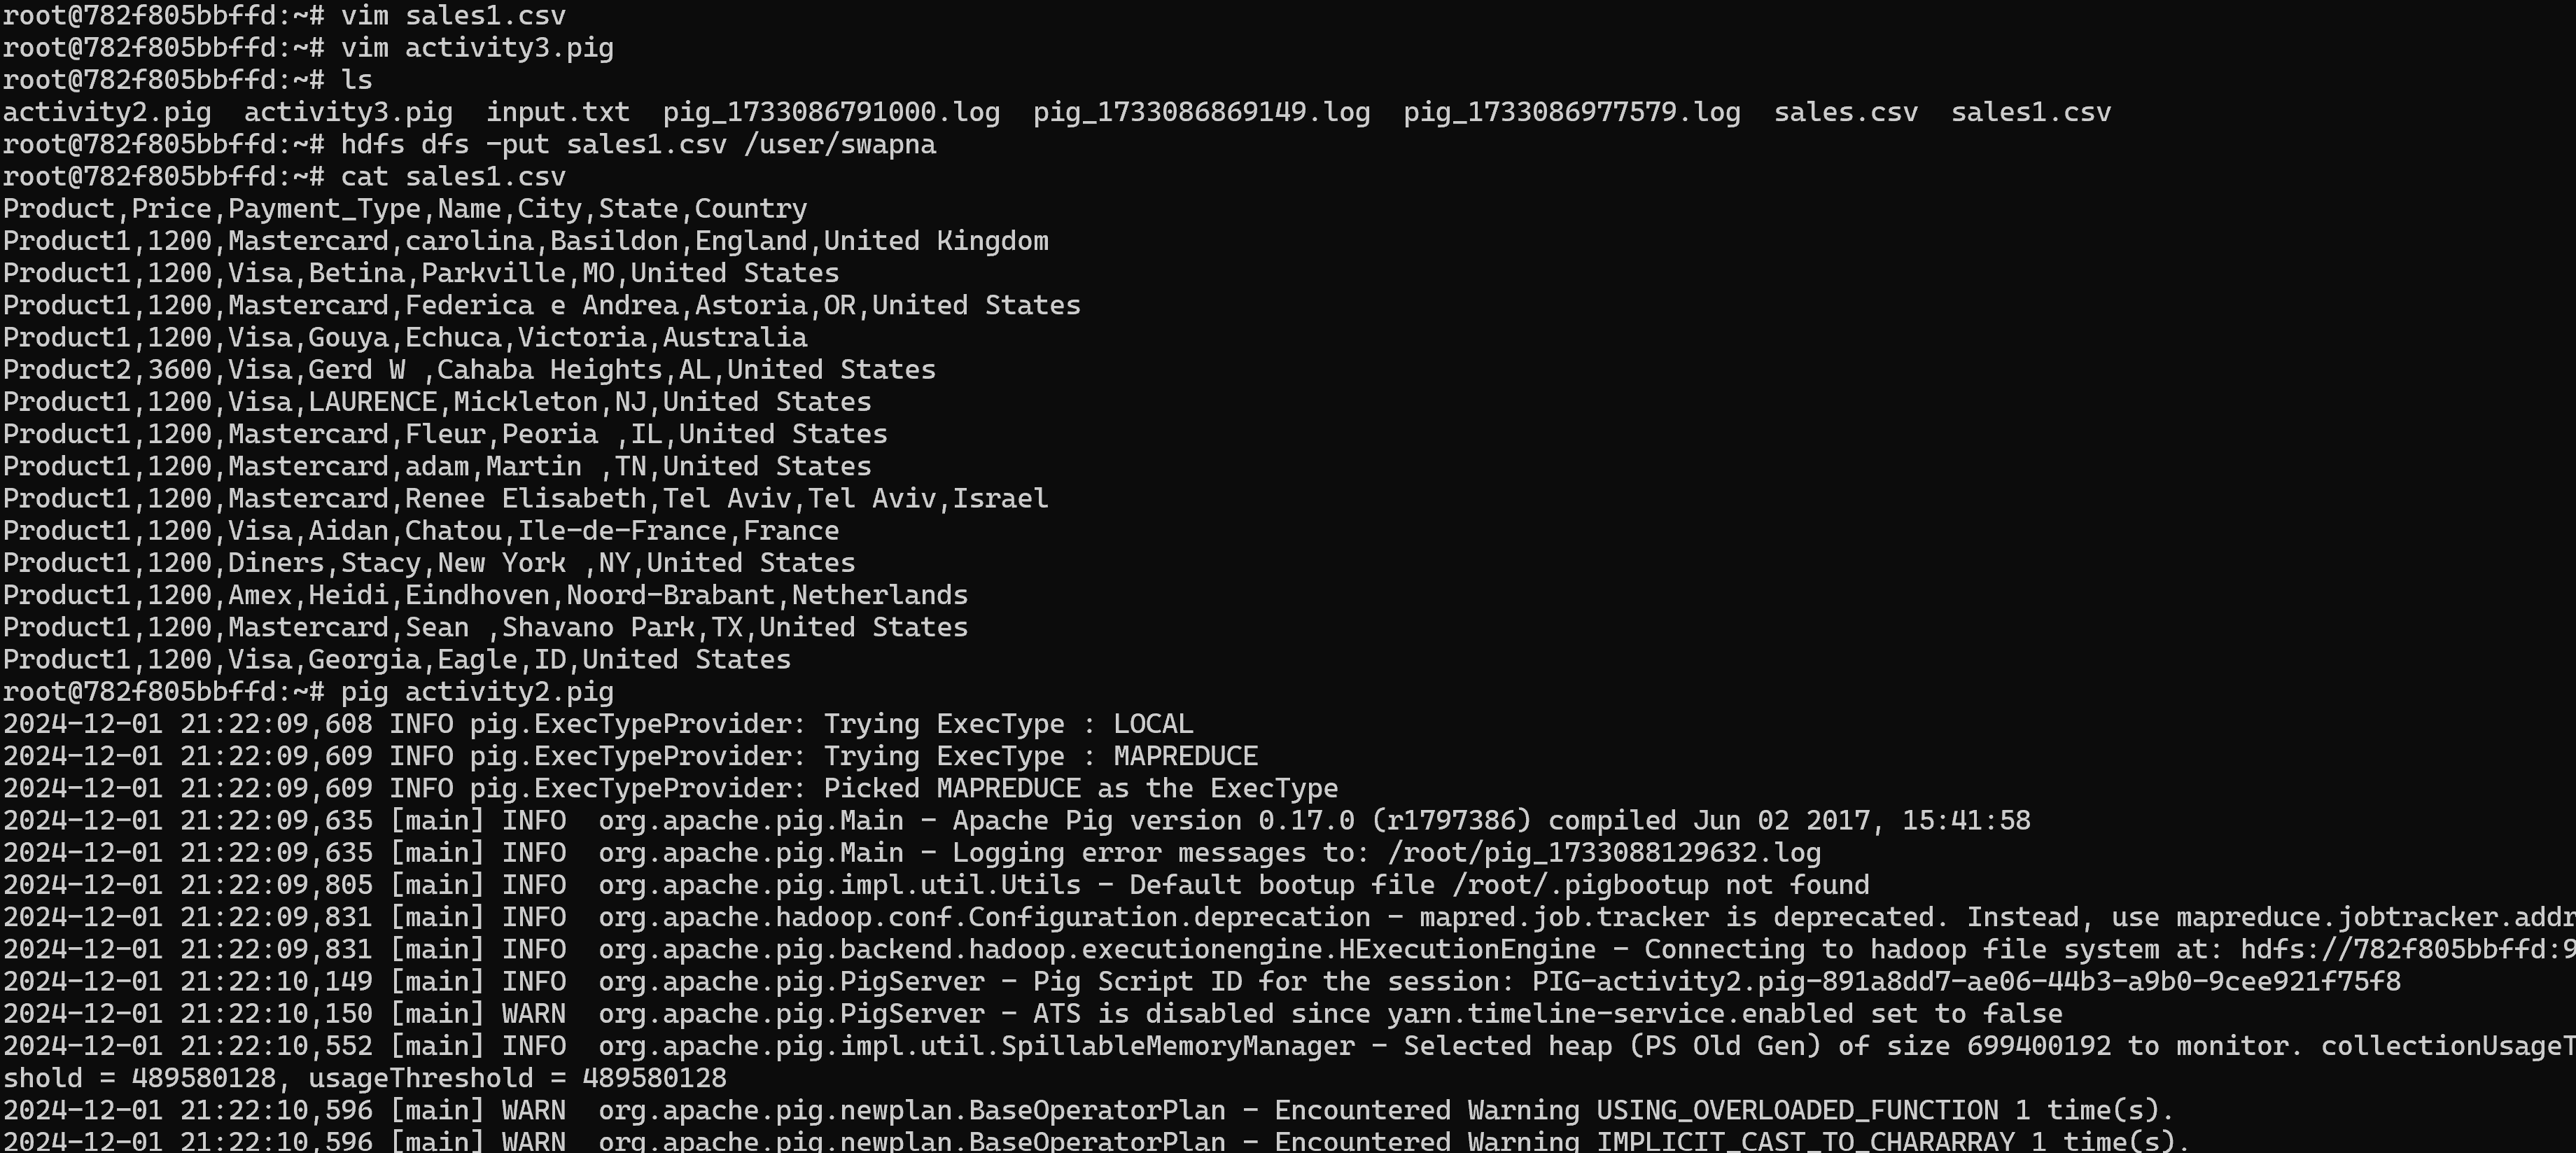 root@782f805bbffd:~# vim sales1.csv
root@782f805bbffd:~# vim activity3.pig
root@782f805bbffd:~# ls
activity2.pig  activity3.pig  input.txt  pig_1733086791000.log  pig_1733086869149.log  pig_1733086977579.log  sales.csv  sales1.csv
root@782f805bbffd:~# hdfs dfs -put sales1.csv /user/swapna
root@782f805bbffd:~# cat sales1.csv
Product,Price,Payment_Type,Name,City,State,Country
Product1,1200,Mastercard,carolina,Basildon,England,United Kingdom
Product1,1200,Visa,Betina,Parkville,MO,United States
Product1,1200,Mastercard,Federica e Andrea,Astoria,OR,United States
Product1,1200,Visa,Gouya,Echuca,Victoria,Australia
Product2,3600,Visa,Gerd W ,Cahaba Heights,AL,United States
Product1,1200,Visa,LAURENCE,Mickleton,NJ,United States
Product1,1200,Mastercard,Fleur,Peoria ,IL,United States
Product1,1200,Mastercard,adam,Martin ,TN,United States
Product1,1200,Mastercard,Renee Elisabeth,Tel Aviv,Tel Aviv,Israel
Product1,1200,Visa,Aidan,Chatou,Ile-de-France,France
Product1,1200,Diners,Stacy,New York ,NY,United States
Product1,1200,Amex,Heidi,Eindhoven,Noord-Brabant,Netherlands
Product1,1200,Mastercard,Sean ,Shavano Park,TX,United States
Product1,1200,Visa,Georgia,Eagle,ID,United States
root@782f805bbffd:~# pig activity2.pig
2024-12-01 21:22:09,608 INFO pig.ExecTypeProvider: Trying ExecType : LOCAL
2024-12-01 21:22:09,609 INFO pig.ExecTypeProvider: Trying ExecType : MAPREDUCE
2024-12-01 21:22:09,609 INFO pig.ExecTypeProvider: Picked MAPREDUCE as the ExecType
2024-12-01 21:22:09,635 [main] INFO  org.apache.pig.Main - Apache Pig version 0.17.0 (r1797386) compiled Jun 02 2017, 15:41:58
2024-12-01 21:22:09,635 [main] INFO  org.apache.pig.Main - Logging error messages to: /root/pig_1733088129632.log
2024-12-01 21:22:09,805 [main] INFO  org.apache.pig.impl.util.Utils - Default bootup file /root/.pigbootup not found
2024-12-01 21:22:09,831 [main] INFO  org.apache.hadoop.conf.Configuration.deprecation - mapred.job.tracker is deprecated. Instead, use mapreduce.jobtracker.addr
2024-12-01 21:22:09,831 [main] INFO  org.apache.pig.backend.hadoop.executionengine.HExecutionEngine - Connecting to hadoop file system at: hdfs://782f805bbffd:9
2024-12-01 21:22:10,149 [main] INFO  org.apache.pig.PigServer - Pig Script ID for the session: PIG-activity2.pig-891a8dd7-ae06-44b3-a9b0-9cee921f75f8
2024-12-01 21:22:10,150 [main] WARN  org.apache.pig.PigServer - ATS is disabled since yarn.timeline-service.enabled set to false
2024-12-01 21:22:10,552 [main] INFO  org.apache.pig.impl.util.SpillableMemoryManager - Selected heap (PS Old Gen) of size 699400192 to monitor. collectionUsageT
shold = 489580128, usageThreshold = 489580128
2024-12-01 21:22:10,596 [main] WARN  org.apache.pig.newplan.BaseOperatorPlan - Encountered Warning USING_OVERLOADED_FUNCTION 1 time(s).
2024-12-01 21:22:10,596 [main] WARN  org.apache.pig.newplan.BaseOperatorPlan - Encountered Warning IMPLICIT_CAST_TO_CHARARRAY 1 time(s).